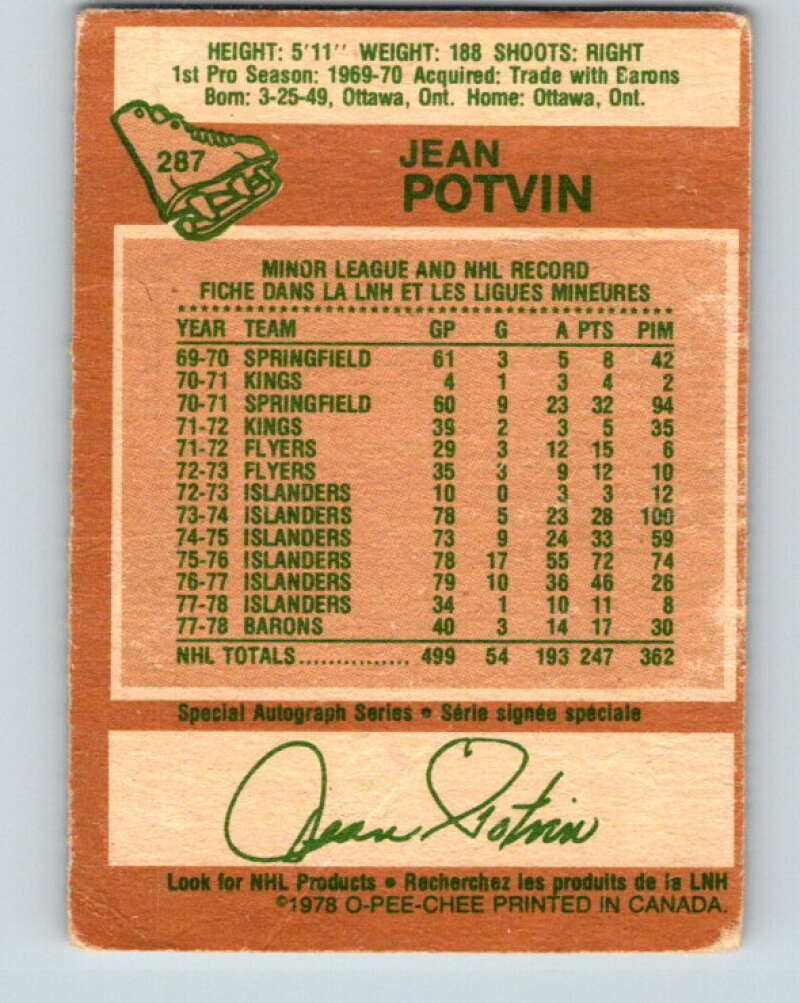 HEIGHT: 5'11'' WEIGHT: 188 SHOOTS: RIGHT
1st Pro Season: 1969-70 Acquired: Trade with Barons
Born: 3-25-49, Ottawa, Ont. Home: Ottawa, Ont.
287
JEAN
POTVIN
MINOR LEAGUE AND NHL RECORD
FICHE DANS LA LNH ET LES LIGUES MINEURES
YEAR TEAM GP G A PTS PIM
69-70 SPRINGFIELD 61 3 5 8 42
70-71 KINGS 4 1 3 4 2
70-71 SPRINGFIELD 60 9 23 32 94
71-72 KINGS 39 2 3 5 35
71-72 FLYERS 29 3 12 15 6
72-73 FLYERS 35 3 9 12 10
72-73 ISLANDERS 10 0 3 3 12
73-74 ISLANDERS 78 5 23 28 100
74-75 ISLANDERS 73 9 24 33 59
75-76 ISLANDERS 78 17 55 72 74
76-77 ISLANDERS 79 10 36 46 26
77-78 ISLANDERS 34 1 10 11 8
77-78 BARONS 40 3 14 17 30
NHL TOTALS................ 499 54 193 247 362
Special Autograph Series • Série signée spéciale
Jean Potvin
Look for NHL Products • Recherchez les produits de la LNH
©1978 O-PEE-CHEE PRINTED IN CANADA.